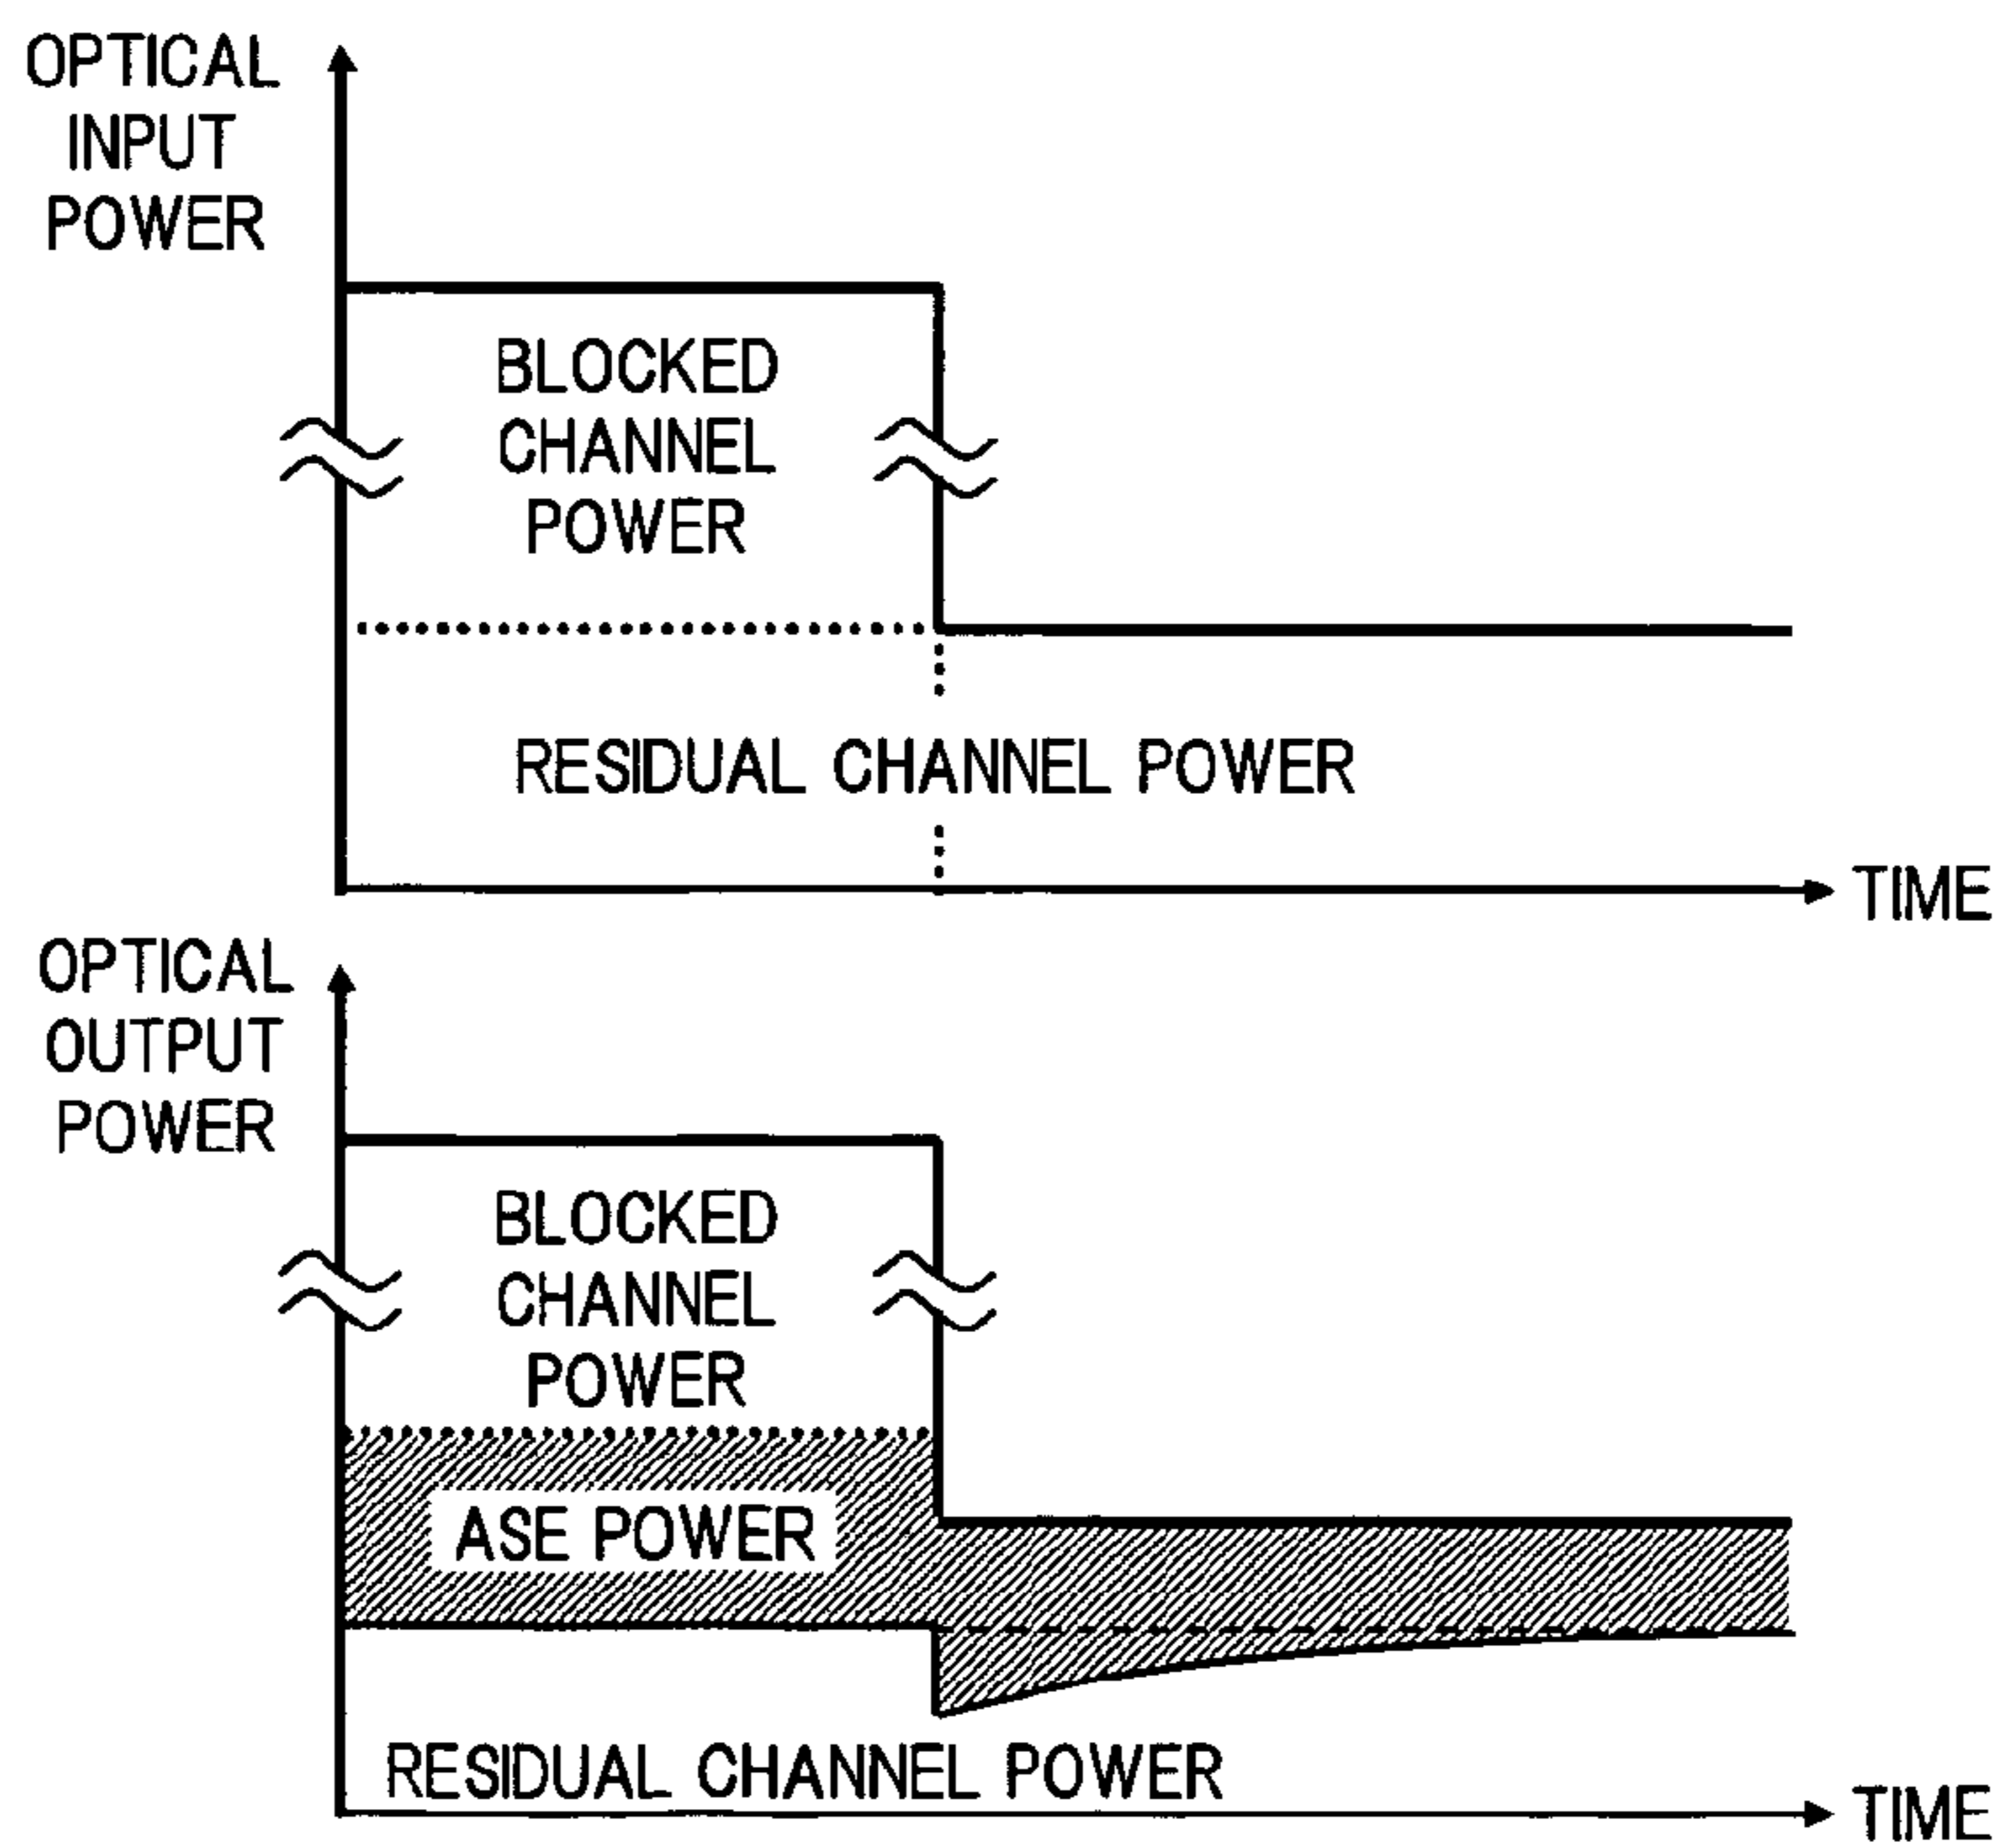 OPTICAL
INPUT
POWER
BLOCKED
CHANNEL
POWER
RESIDUAL CHANNEL POWER
TIME
OPTICAL
OUTPUT
POWER
BLOCKED
CHANNEL
POWER
ASE POWER
RESIDUAL CHANNEL POWER
TIME